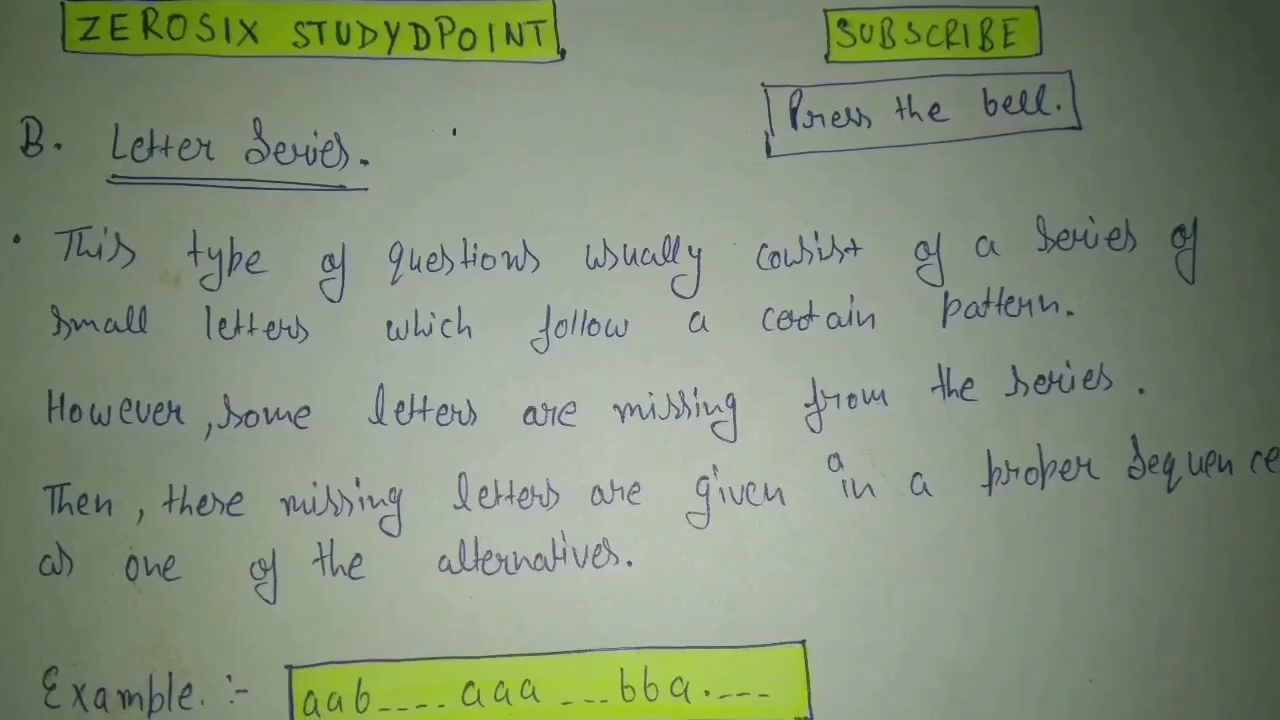 ZEROSIX STUDYDPOINT
SUBSCRIBE
Press the bell.
B. Letter Series.
• This type of questions usually cosist of a series of
small letters which follow a certain pattern.
However, some letters are missing from the series.
Then, these missing letters are given a in a proper sequence
as one of the alternatives.
Example. :- aab---- aaa ---bba.---